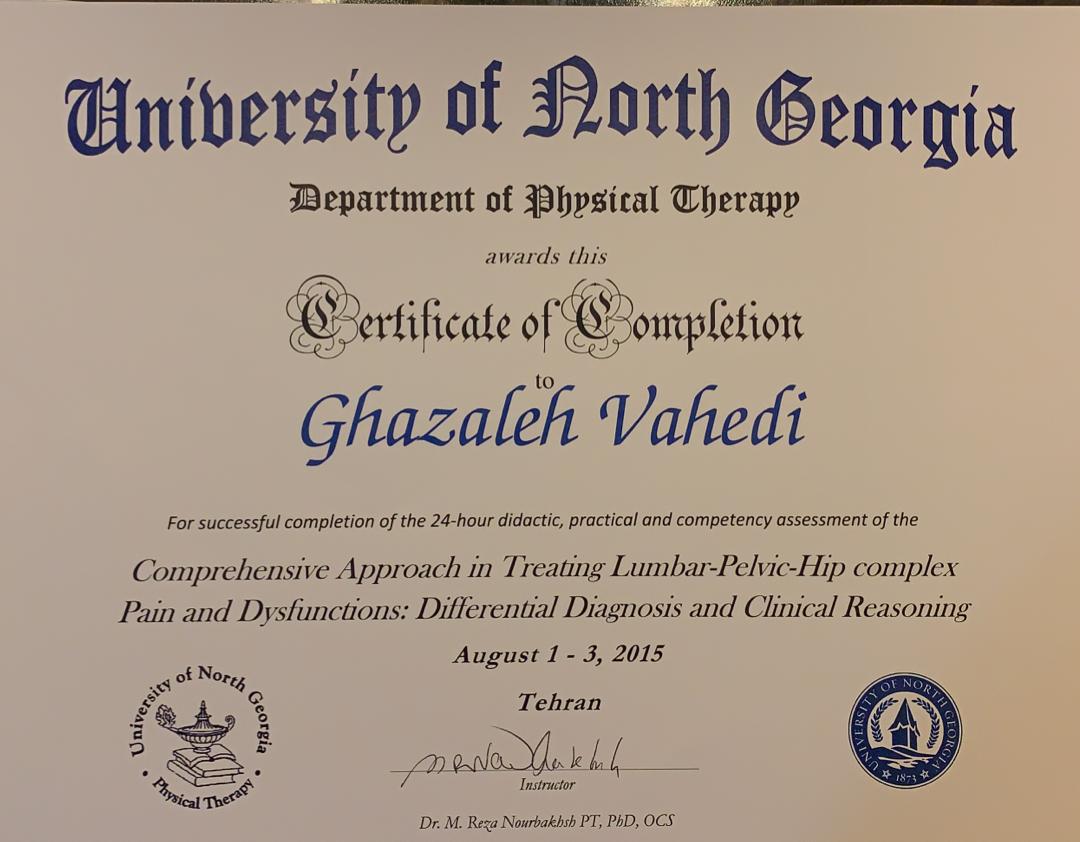 University of North Georgia
Department of Physical Therapy
awards this
Certificate of Completion
to
Ghazaleh Vahedi
For successful completion of the 24-hour didactic, practical and competency assessment of the
Comprehensive Approach in Treating Lumbar-Pelvic-Hip complex
Pain and Dysfunctions: Differential Diagnosis and Clinical Reasoning
August 1 - 3, 2015
Tehran
University of North Georgia
Physical Therapy
UNIVERSITY OF NORTH GEORGIA
1873
Instructor
Dr. M. Reza Nourbakhsh PT, PhD, OCS